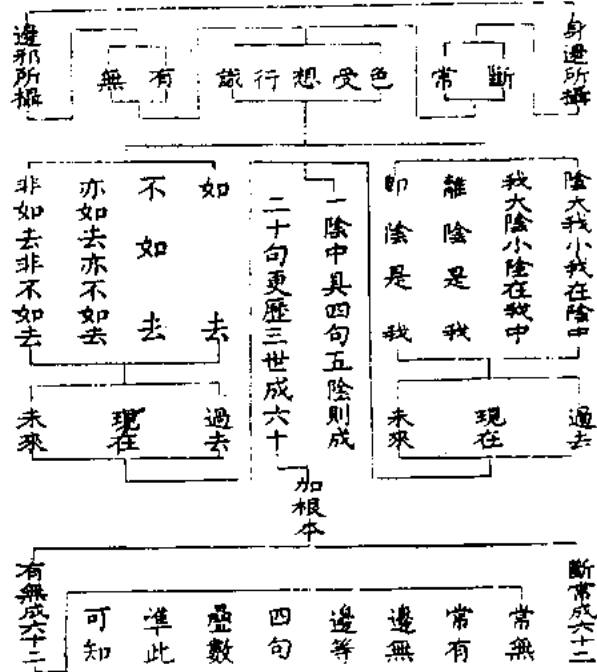 身邊所攝
斷
常
色受想行識
有
無
邊邪所攝
陰大我小我在陰中
我大陰小陰在我中
離陰是我
即陰是我
過去
現在
未來
一陰中具四句五陰則成
二十句更歷三世成六十
如去
不如去
亦如去亦不如去
非如去非不如去
過去
現在
未來
加根本
斷常成六十二
常無
常有
邊無
邊等
四句
疊數
準此
可知
有無成六十二